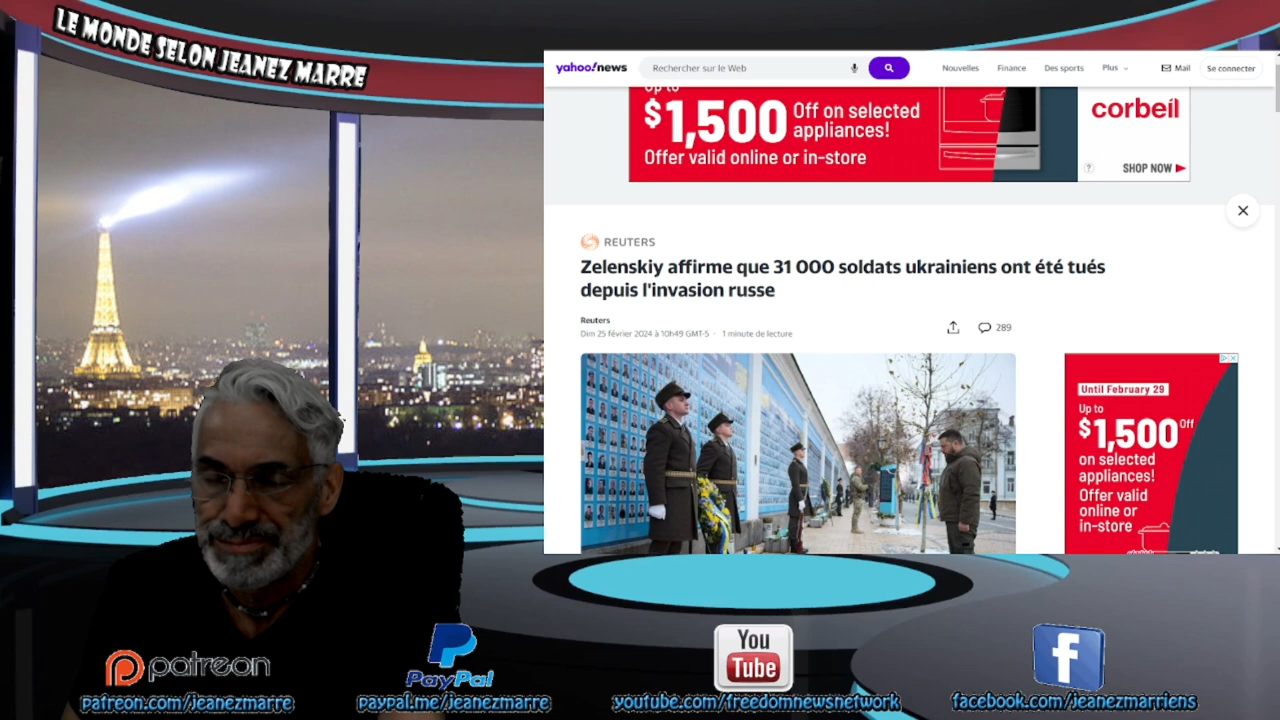 LE MONDE SELON JEANEZ MARRE
yahoo!news
Rechercher sur le Web
Nouvelles
Finance
Des sports
Plus
Mail
Se connecter
Up to
$1,500 Off on selected
appliances!
Offer valid online or in-store
corbeil
?
SHOP NOW
REUTERS
Zelenskiy affirme que 31 000 soldats ukrainiens ont été tués
depuis l'invasion russe
Reuters
Dim 25 février 2024 à 10h49 GMT-5 · 1 minute de lecture
289
Until February 29
Up to
$1,500 Off
on selected
appliances!
Offer valid
online or
in-store
patreon
patreon.com/jeanezmarre
PayPal
paypal.me/jeanezmarre
You
Tube
youtube.com/freedomnewsnetwork
f
facebook.com/jeanezmarriens